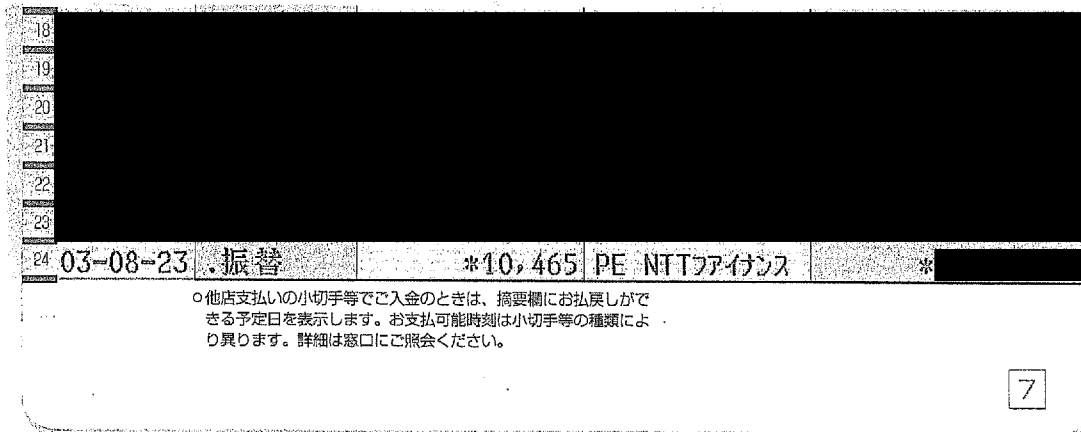 18
19
20
21
22
23
24 03-08-23 .振替 *10,465 PE NTTファイナンス *
○他店支払いの小切手等でご入金のときは、摘要欄にお払戻しがで
きる予定日を表示します。お支払可能時刻は小切手等の種類によ
り異ります。詳細は窓口にご照会ください。
7